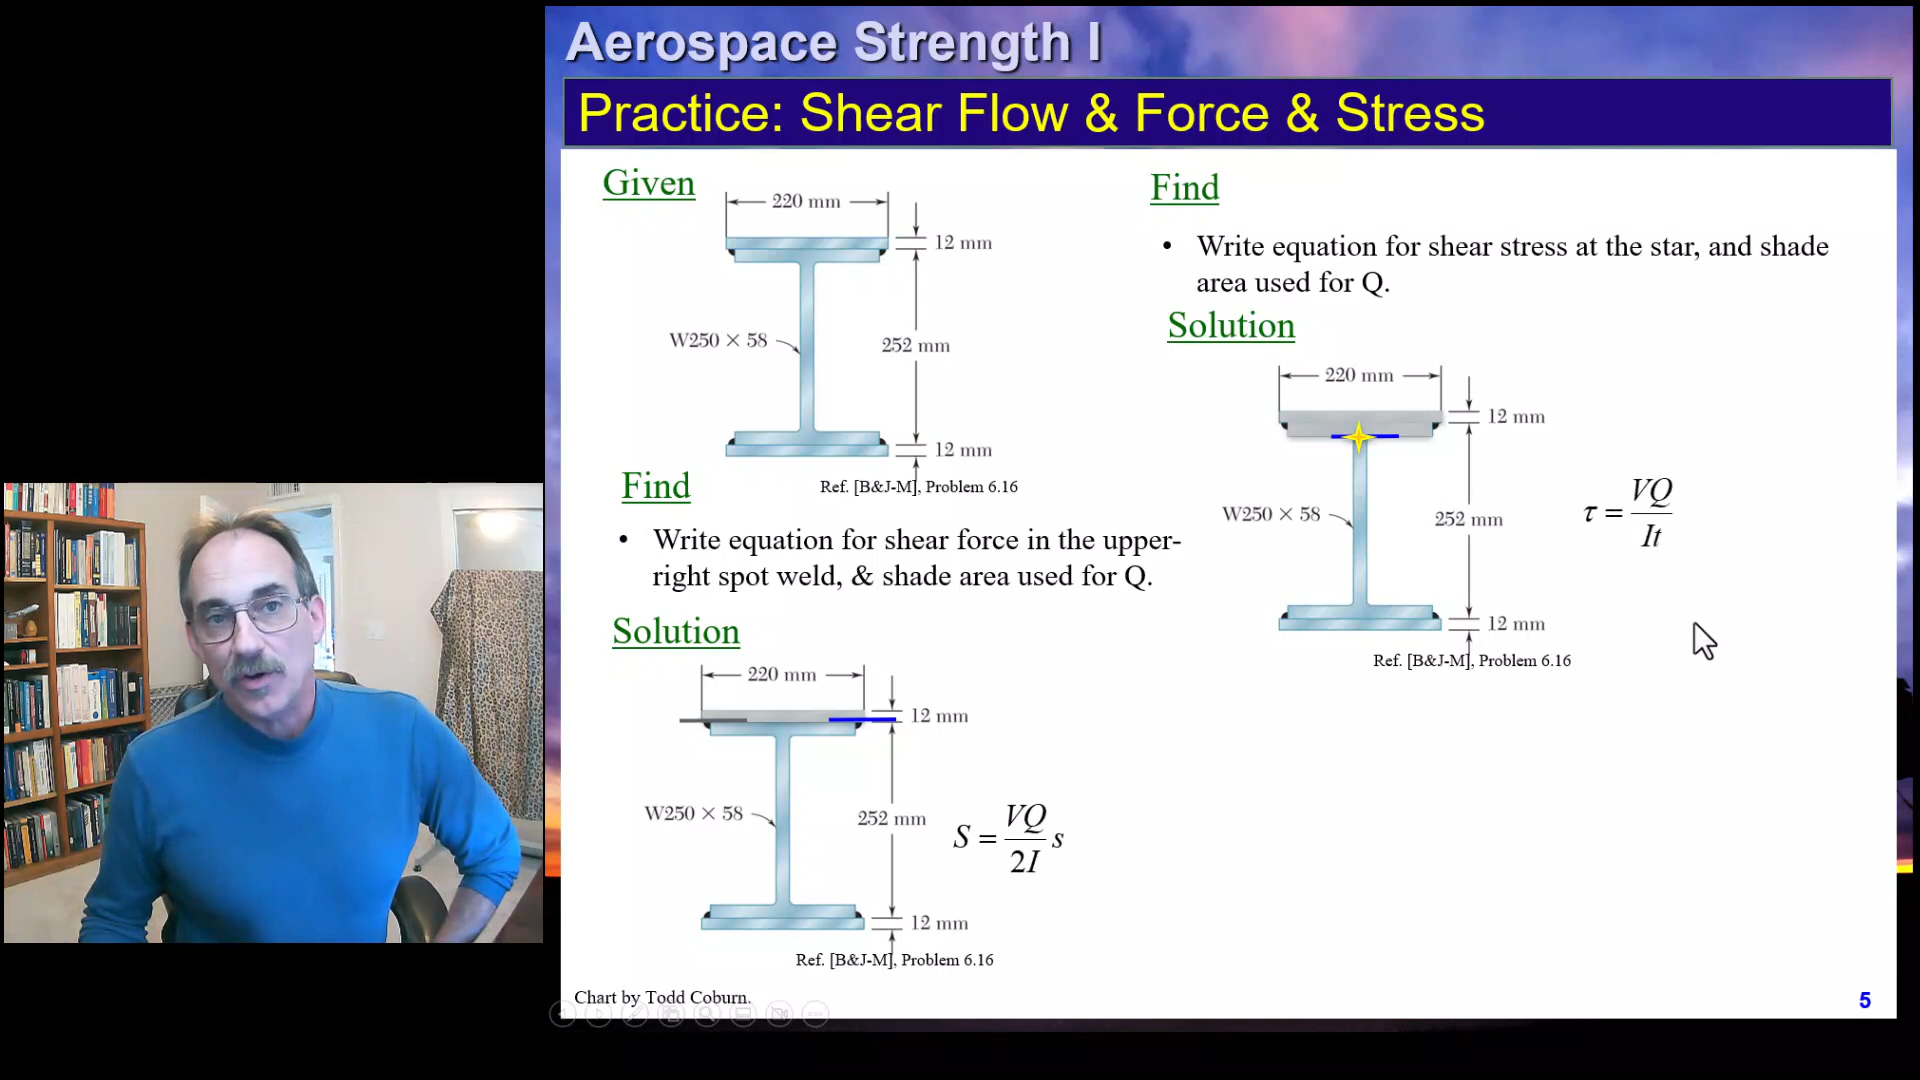 Aerospace Strength I
Practice: Shear Flow & Force & Stress
Given
220 mm
12 mm
W250 × 58
252 mm
12 mm
Ref. [B&J-M], Problem 6.16
Find
• Write equation for shear force in the upper-
right spot weld, & shade area used for Q.
Solution
220 mm
12 mm
W250 × 58
252 mm
S = VQ/2I s
12 mm
Ref. [B&J-M], Problem 6.16
Find
• Write equation for shear stress at the star, and shade
area used for Q.
Solution
220 mm
12 mm
W250 × 58
252 mm
τ = VQ/It
12 mm
Ref. [B&J-M], Problem 6.16
Chart by Todd Coburn.
5